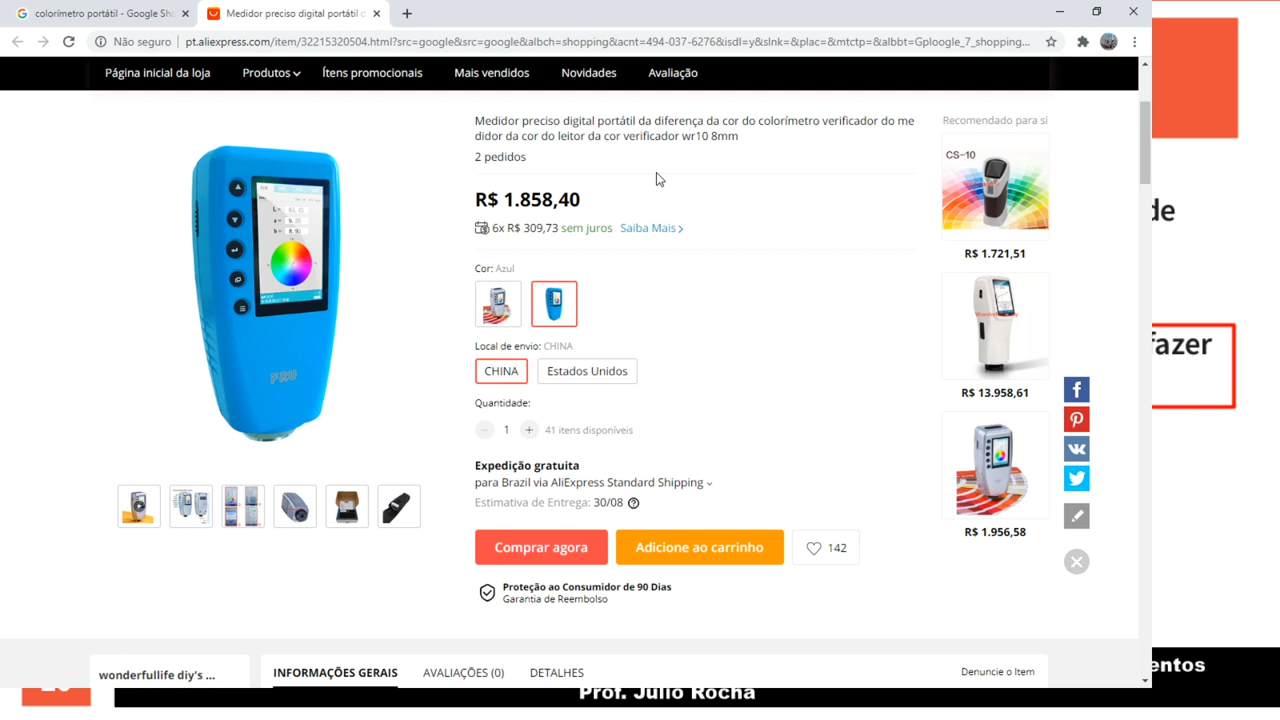 colorímetro portátil - Google Sho
Medidor preciso digital portátil d
Não seguro
pt.aliexpress.com/item/32215320504.html?src=google&src=google&albch=shopping&acnt=494-037-6276&isdl=y&slnk=&plac=&mtctp=&albbt=Gploogle_7_shopping...
Página inicial da loja
Produtos
Ítens promocionais
Mais vendidos
Novidades
Avaliação
Medidor preciso digital portátil da diferença da cor do colorímetro verificador do me
didor da cor do leitor da cor verificador wr10 8mm
2 pedidos
R$ 1.858,40
6x R$ 309,73 sem juros Saiba Mais
Cor: Azul
Local de envio: CHINA
CHINA
Estados Unidos
Quantidade:
1
41 itens disponíveis
Expedição gratuita
para Brazil via AliExpress Standard Shipping
Estimativa de Entrega: 30/08
Comprar agora
Adicione ao carrinho
142
Proteção ao Consumidor de 90 Dias
Garantia de Reembolso
PRO
Recomendado para si
CS-10
R$ 1.721,51
R$ 13.958,61
R$ 1.956,58
de
fazer
wonderfullife diy's ...
INFORMAÇÕES GERAIS
AVALIAÇÕES (0)
DETALHES
Denuncie o Item
entos
Prof. Julio Rocha